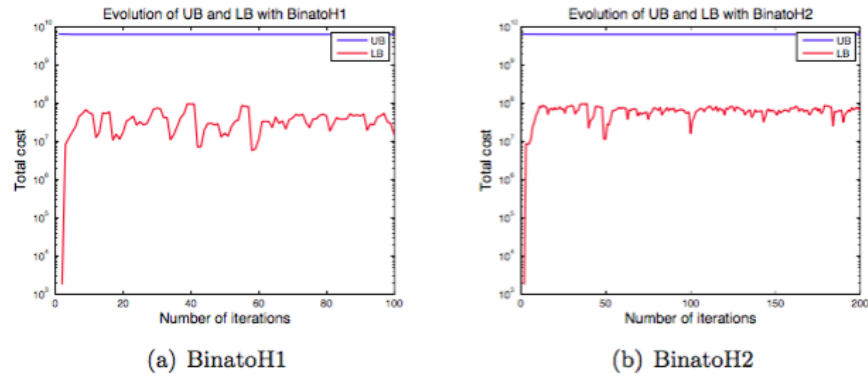 Evolution of UB and LB with BinatoH1
10^10
10^9
10^8
10^7
10^6
10^5
10^4
10^3
Total cost
UB
LB
0 20 40 60 80 100
Number of iterations
(a) BinatoH1
Evolution of UB and LB with BinatoH2
10^10
10^9
10^8
10^7
10^6
10^5
10^4
10^3
Total cost
UB
LB
0 50 100 150 200
Number of iterations
(b) BinatoH2